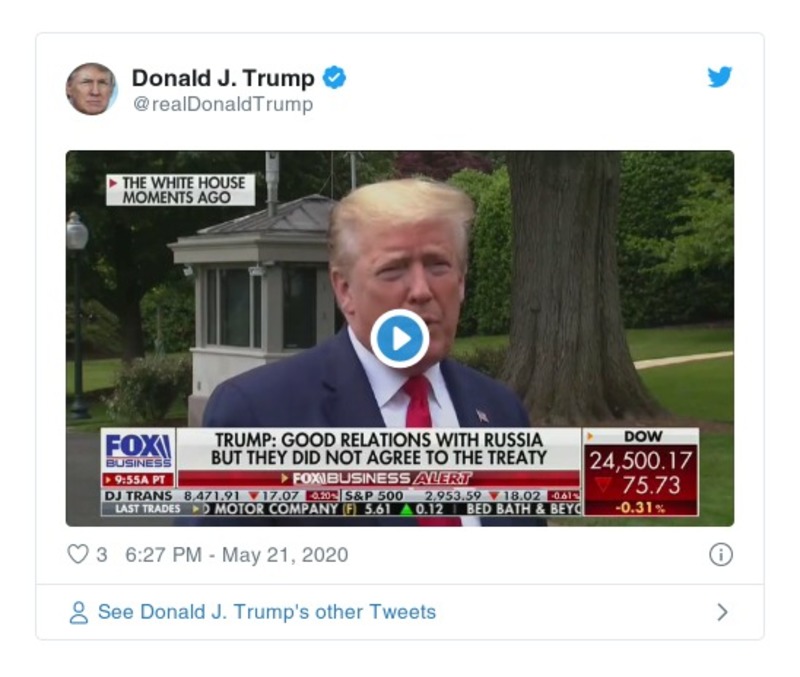 Donald J. Trump
@realDonaldTrump
THE WHITE HOUSE
MOMENTS AGO
FOX
BUSINESS
9:55A PT
TRUMP: GOOD RELATIONS WITH RUSSIA
BUT THEY DID NOT AGREE TO THE TREATY
FOX BUSINESS ALERT
DOW
24,500.17
75.73
-0.31%
DJ TRANS 8,471.91 ▼17.07 -0.20% S&P 500 2,953.59 ▼18.02 -0.61%
LAST TRADES D MOTOR COMPANY (F) 5.61 ▲0.12 BED BATH & BEYO
3 6:27 PM - May 21, 2020
See Donald J. Trump's other Tweets